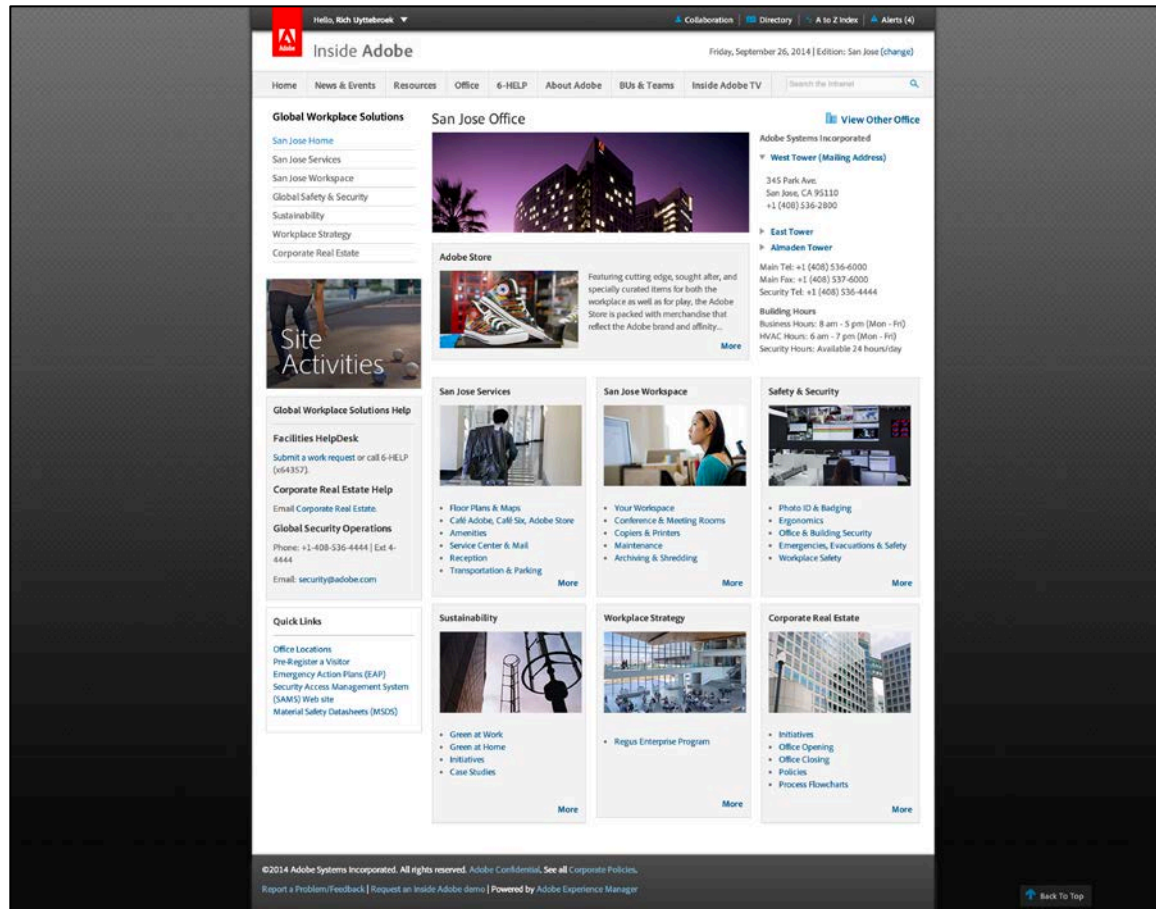 Hello, Rich Uyttebroek
Collaboration | Directory | A to Z Index | Alerts (4)
Adobe
Inside Adobe
Friday, September 26, 2014 | Edition: San Jose (change)
Home News & Events Resources Office 6-HELP About Adobe BUs & Teams Inside Adobe TV Search the Intranet
Global Workplace Solutions
San Jose Home
San Jose Services
San Jose Workspace
Global Safety & Security
Sustainability
Workplace Strategy
Corporate Real Estate
Site
Activities
Global Workplace Solutions Help
Facilities HelpDesk
Submit a work request or call 6-HELP
(x64357).
Corporate Real Estate Help
Email Corporate Real Estate.
Global Security Operations
Phone: +1-408-536-4444 | Ext 4-
4444
Email: security@adobe.com
Quick Links
Office Locations
Pre-Register a Visitor
Emergency Action Plans (EAP)
Security Access Management System
(SAMS) Web site
Material Safety Datasheets (MSDS)
San Jose Office
Adobe Store
Featuring cutting edge, sought after, and
specially curated items for both the
workplace as well as for play, the Adobe
Store is packed with merchandise that
reflect the Adobe brand and affinity...
More
View Other Office
Adobe Systems Incorporated
West Tower (Mailing Address)
345 Park Ave.
San Jose, CA 95110
+1 (408) 536-2800
East Tower
Almaden Tower
Main Tel: +1 (408) 536-6000
Main Fax: +1 (408) 537-6000
Security Tel: +1 (408) 536-4444
Building Hours
Business Hours: 8 am - 5 pm (Mon - Fri)
HVAC Hours: 6 am - 7 pm (Mon - Fri)
Security Hours: Available 24 hours/day
San Jose Services
• Floor Plans & Maps
• Café Adobe, Café Six, Adobe Store
• Amenities
• Service Center & Mail
• Reception
• Transportation & Parking
More
San Jose Workspace
• Your Workspace
• Conference & Meeting Rooms
• Copiers & Printers
• Maintenance
• Archiving & Shredding
More
Safety & Security
• Photo ID & Badging
• Ergonomics
• Office & Building Security
• Emergencies, Evacuations & Safety
• Workplace Safety
More
Sustainability
• Green at Work
• Green at Home
• Initiatives
• Case Studies
More
Workplace Strategy
• Regus Enterprise Program
More
Corporate Real Estate
• Initiatives
• Office Opening
• Office Closing
• Policies
• Process Flowcharts
More
©2014 Adobe Systems Incorporated. All rights reserved. Adobe Confidential. See all Corporate Policies.
Report a Problem/Feedback | Request an Inside Adobe demo | Powered by Adobe Experience Manager
Back To Top